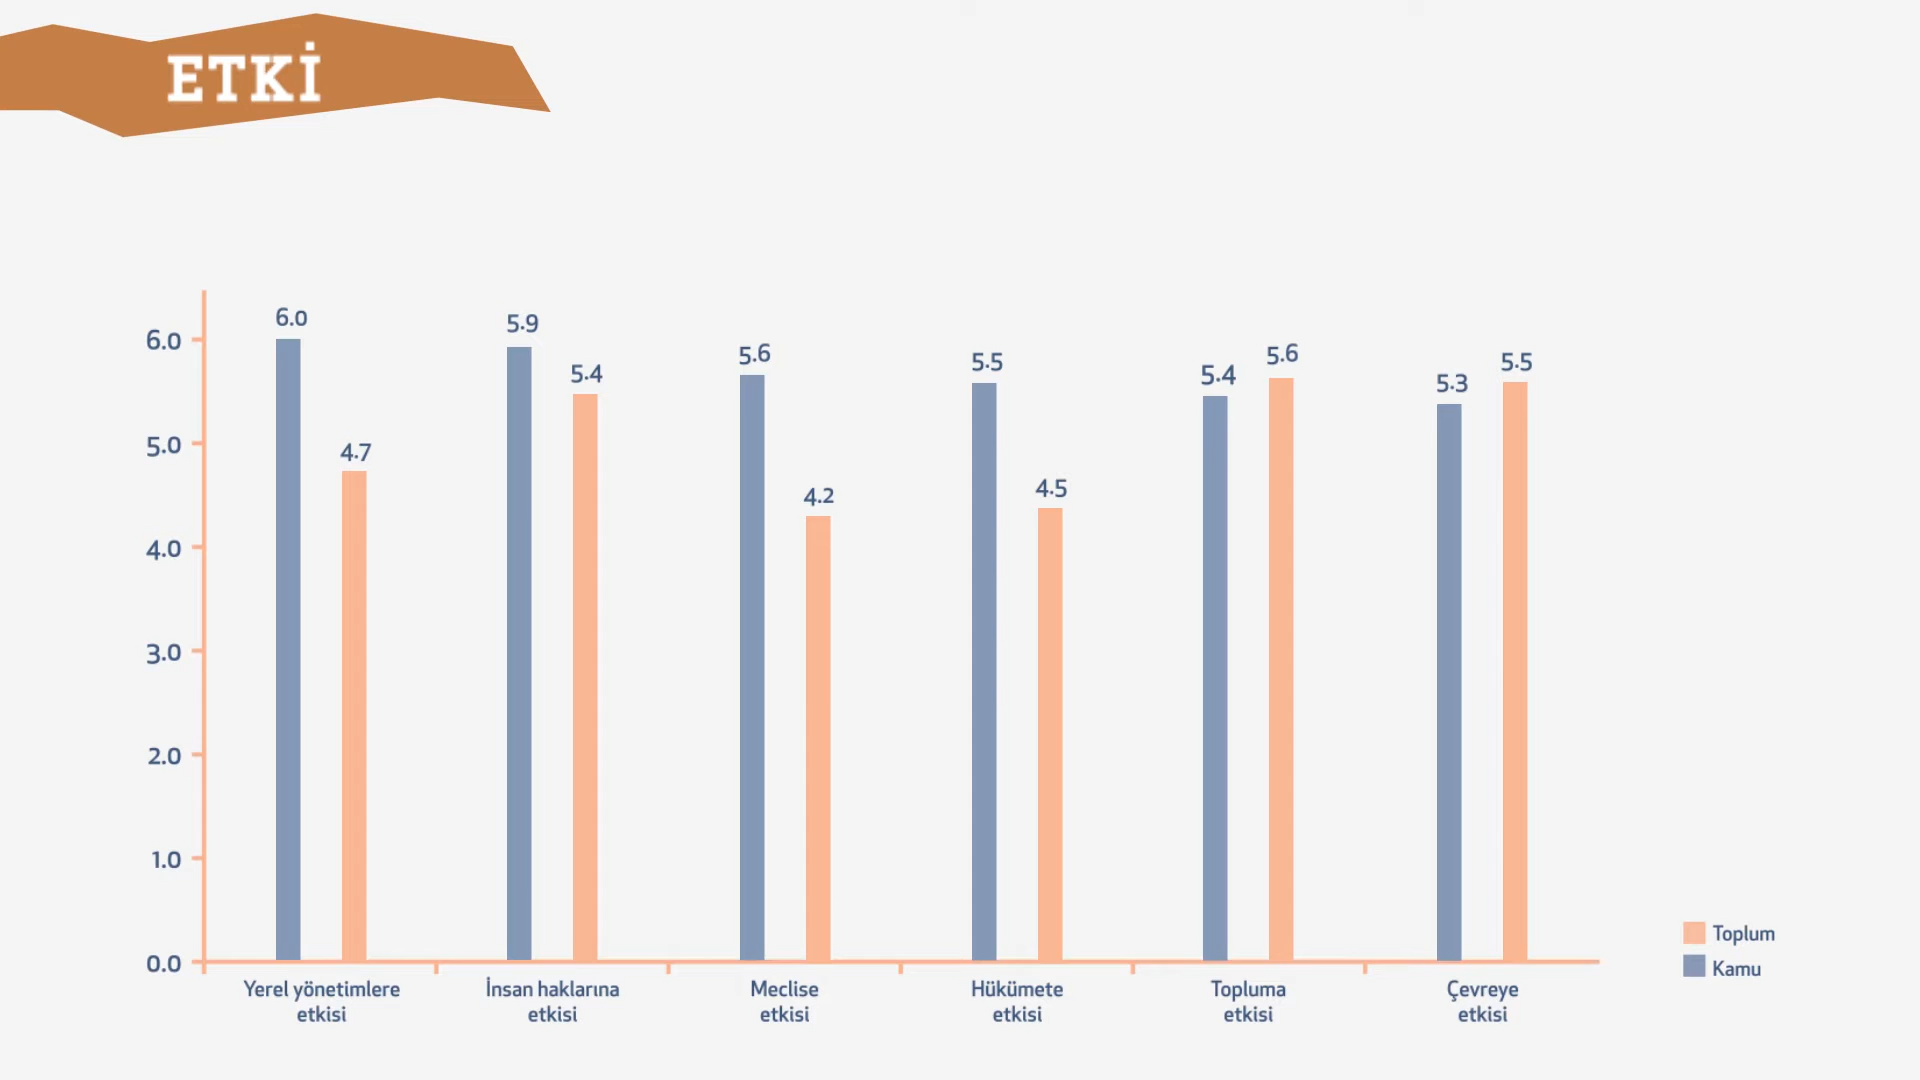 ETKİ
6.0
5.9
5.6
5.5
5.4
5.6
5.3
5.5
5.4
4.7
4.2
4.5
6.0
5.0
4.0
3.0
2.0
1.0
0.0
Yerel yönetimlere
etkisi
İnsan haklarına
etkisi
Meclise
etkisi
Hükümete
etkisi
Topluma
etkisi
Çevreye
etkisi
Toplum
Kamu